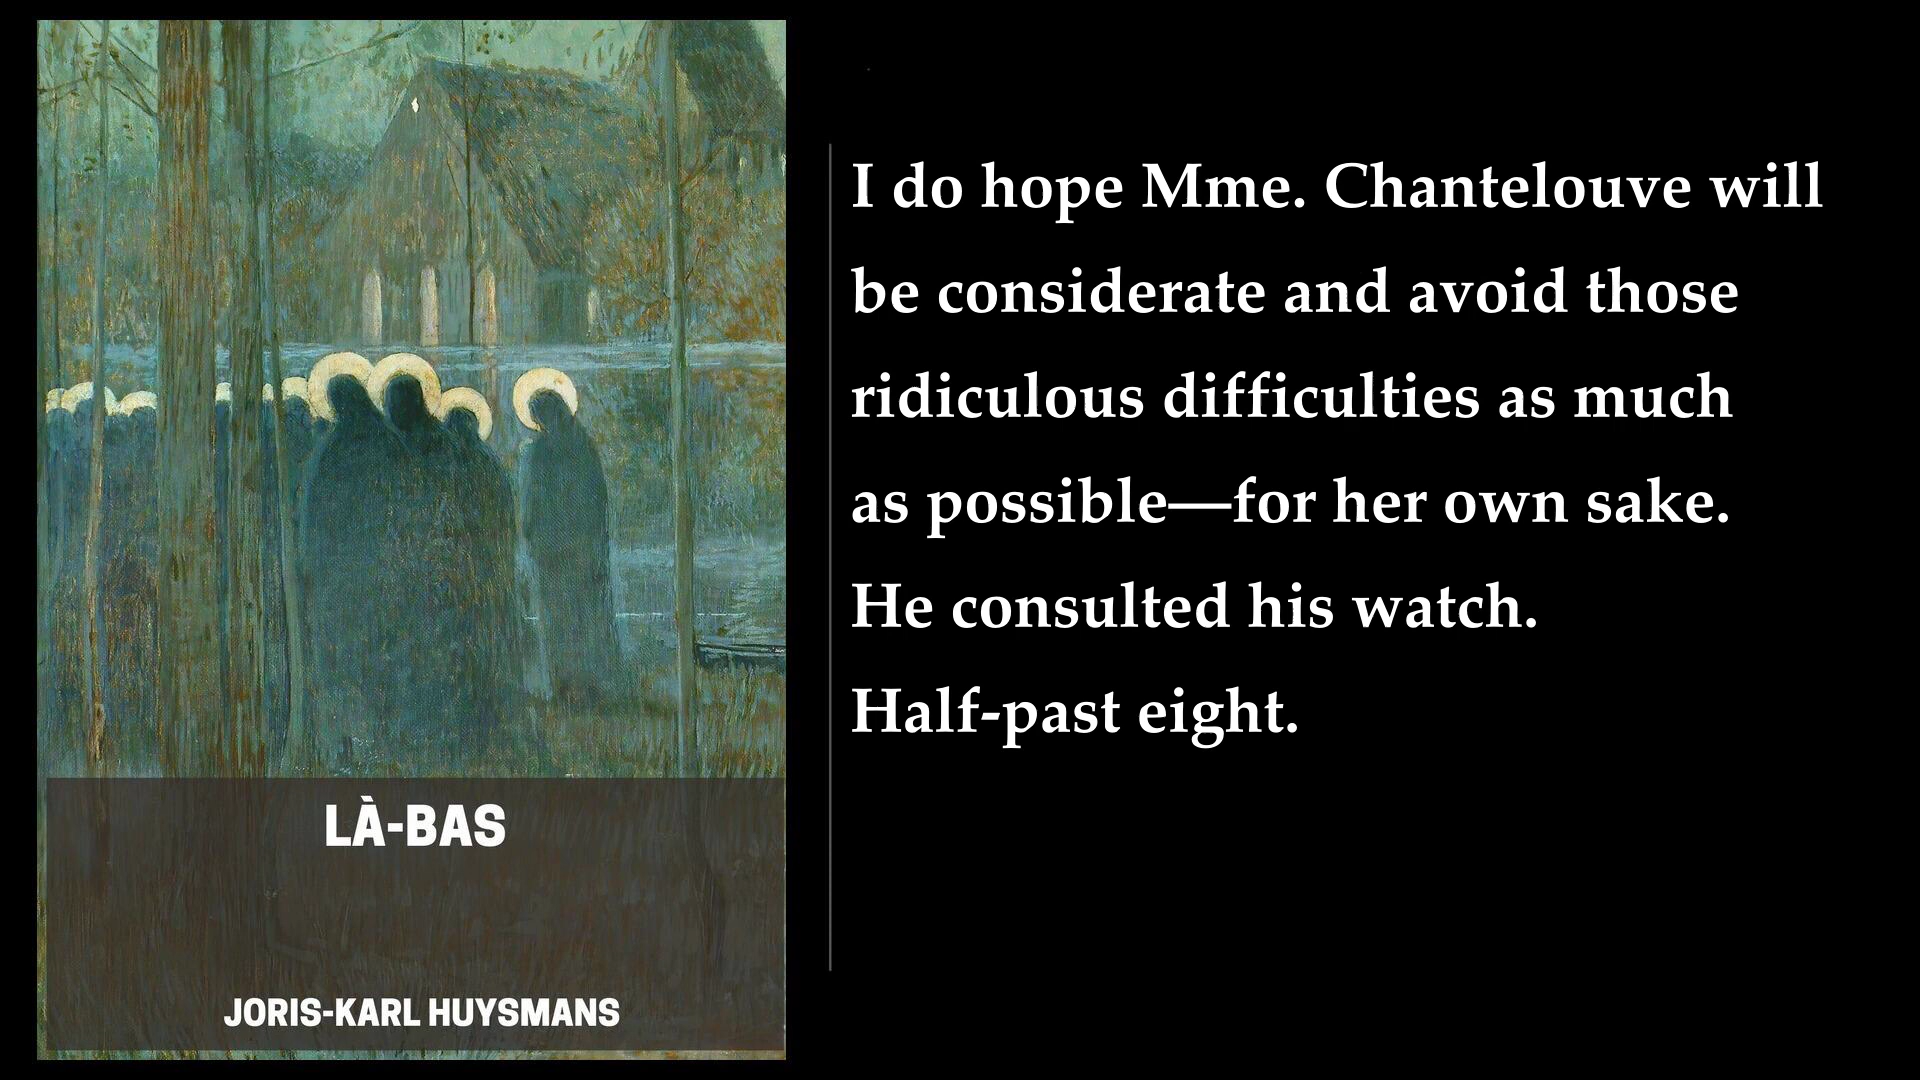 LÀ-BAS
JORIS-KARL HUYSMANS
I do hope Mme. Chantelouve will
be considerate and avoid those
ridiculous difficulties as much
as possible—for her own sake.
He consulted his watch.
Half-past eight.